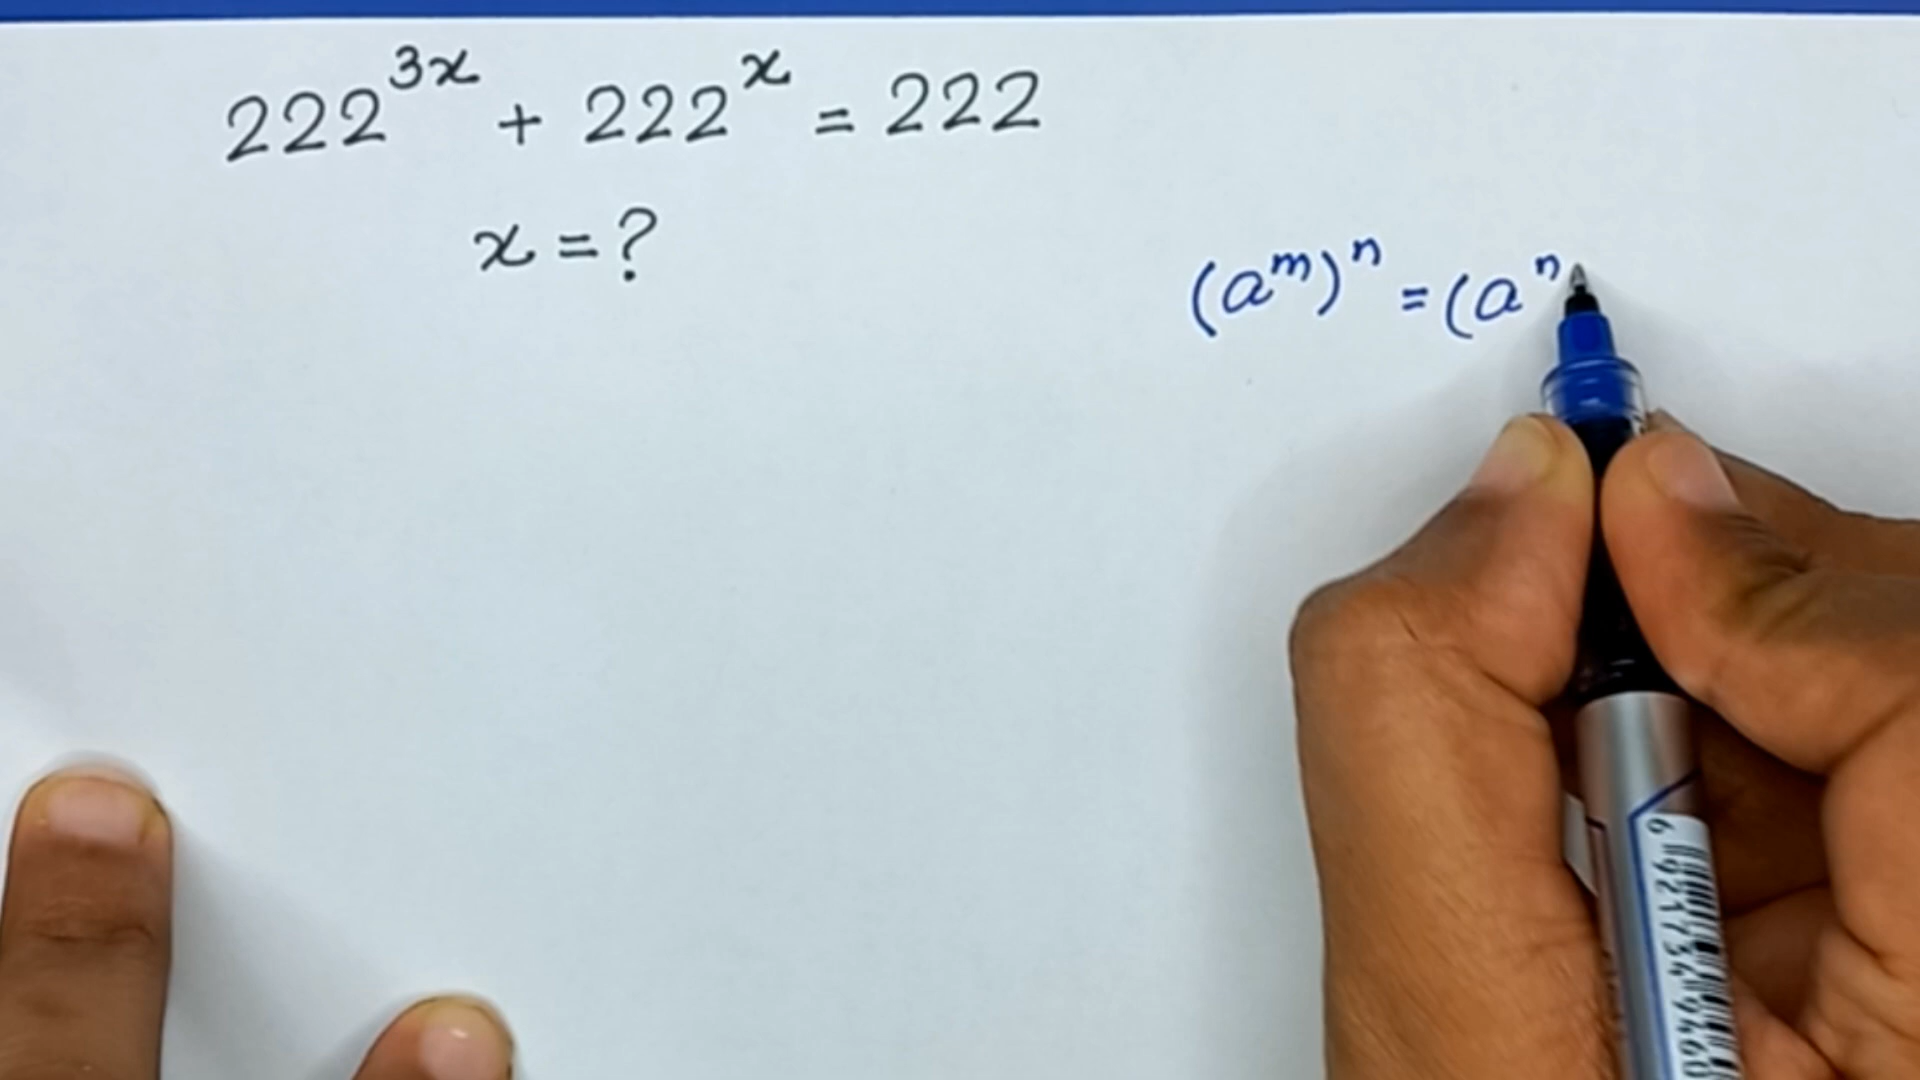 222^{3x} + 222^{x} = 222
x = ?
(a^{m})^{n} = (a^{n}